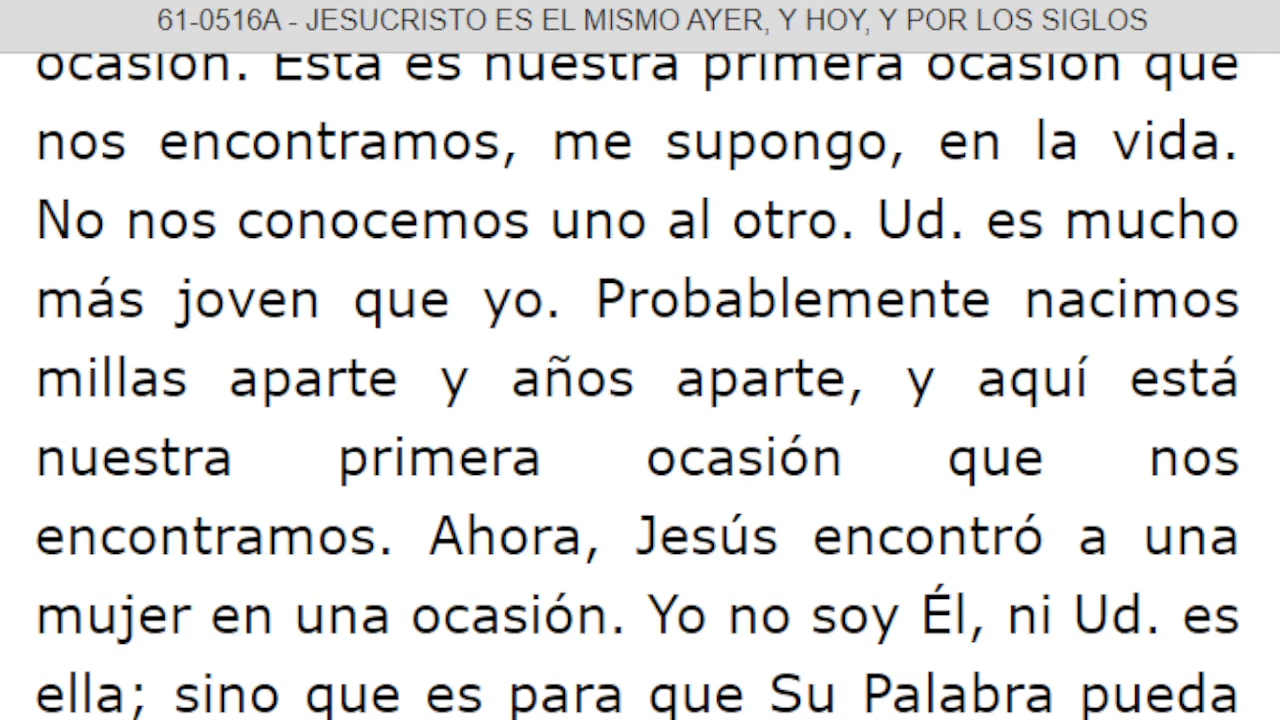 61-0516A - JESUCRISTO ES EL MISMO AYER, Y HOY, Y POR LOS SIGLOS
ocasión. Esta es nuestra primera ocasión que
nos encontramos, me supongo, en la vida.
No nos conocemos uno al otro. Ud. es mucho
más joven que yo. Probablemente nacimos
millas aparte y años aparte, y aquí está
nuestra primera ocasión que nos
encontramos. Ahora, Jesús encontró a una
mujer en una ocasión. Yo no soy Él, ni Ud. es
ella; sino que es para que Su Palabra pueda